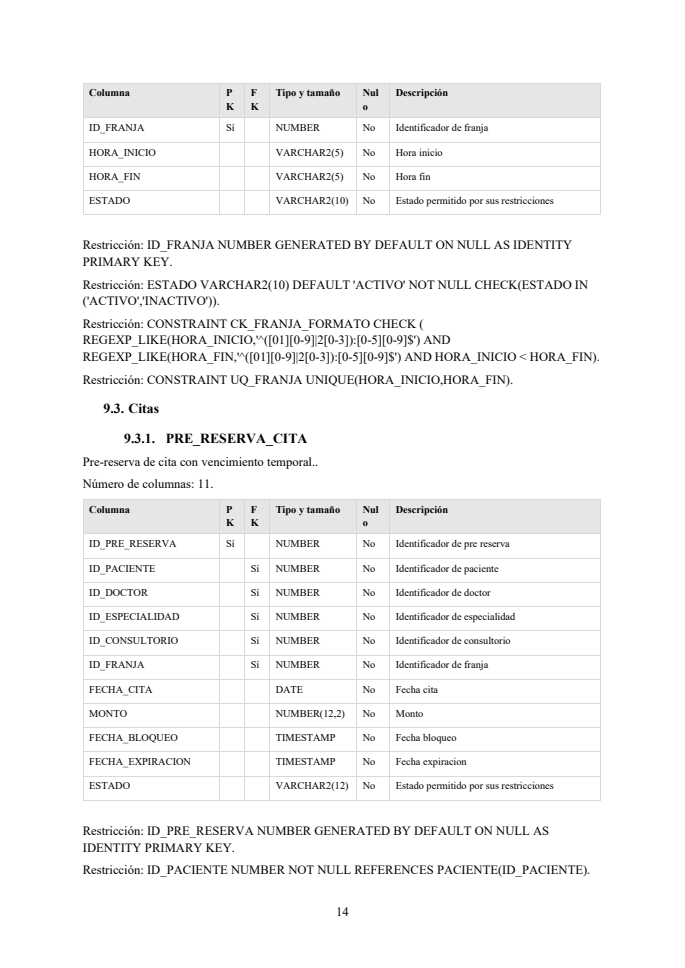 Columna PK FK Tipo y tamaño Nulo Descripción
ID_FRANJA Sí NUMBER No Identificador de franja
HORA_INICIO VARCHAR2(5) No Hora inicio
HORA_FIN VARCHAR2(5) No Hora fin
ESTADO VARCHAR2(10) No Estado permitido por sus restricciones
Restricción: ID_FRANJA NUMBER GENERATED BY DEFAULT ON NULL AS IDENTITY
PRIMARY KEY.
Restricción: ESTADO VARCHAR2(10) DEFAULT 'ACTIVO' NOT NULL CHECK(ESTADO IN
('ACTIVO','INACTIVO')).
Restricción: CONSTRAINT CK_FRANJA_FORMATO CHECK (
REGEXP_LIKE(HORA_INICIO,'^([01][0-9]|2[0-3]):[0-5][0-9]$') AND
REGEXP_LIKE(HORA_FIN,'^([01][0-9]|2[0-3]):[0-5][0-9]$') AND HORA_INICIO < HORA_FIN).
Restricción: CONSTRAINT UQ_FRANJA UNIQUE(HORA_INICIO,HORA_FIN).
9.3. Citas
9.3.1. PRE_RESERVA_CITA
Pre-reserva de cita con vencimiento temporal..
Número de columnas: 11.
Columna PK FK Tipo y tamaño Nulo Descripción
ID_PRE_RESERVA Sí NUMBER No Identificador de pre reserva
ID_PACIENTE Sí NUMBER No Identificador de paciente
ID_DOCTOR Sí NUMBER No Identificador de doctor
ID_ESPECIALIDAD Sí NUMBER No Identificador de especialidad
ID_CONSULTORIO Sí NUMBER No Identificador de consultorio
ID_FRANJA Sí NUMBER No Identificador de franja
FECHA_CITA DATE No Fecha cita
MONTO NUMBER(12,2) No Monto
FECHA_BLOQUEO TIMESTAMP No Fecha bloqueo
FECHA_EXPIRACION TIMESTAMP No Fecha expiracion
ESTADO VARCHAR2(12) No Estado permitido por sus restricciones
Restricción: ID_PRE_RESERVA NUMBER GENERATED BY DEFAULT ON NULL AS
IDENTITY PRIMARY KEY.
Restricción: ID_PACIENTE NUMBER NOT NULL REFERENCES PACIENTE(ID_PACIENTE).
14